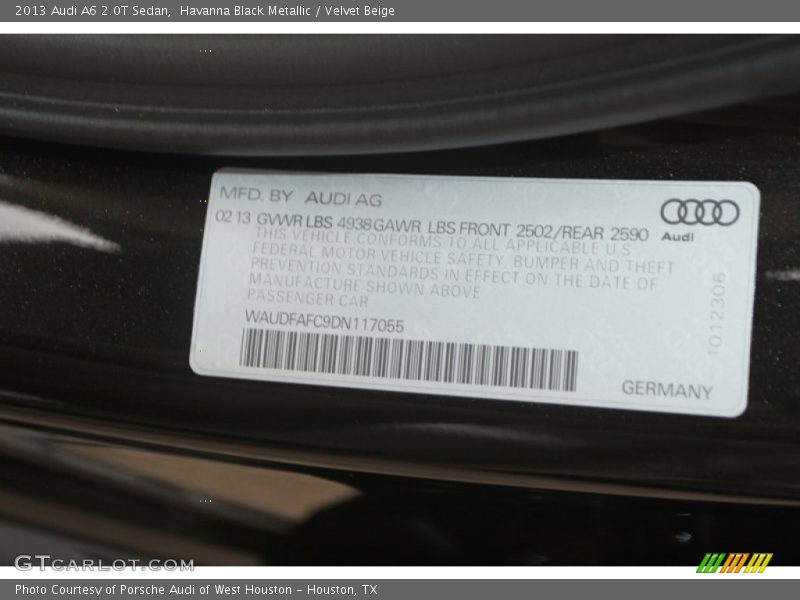 2013 Audi A6 2.0T Sedan,  Havanna Black Metallic / Velvet Beige
MFD. BY AUDI AG
02 13 GVWR LBS 4938 GAWR LBS FRONT 2502/REAR 2590
Audi
THIS VEHICLE CONFORMS TO ALL APPLICABLE U S
FEDERAL MOTOR VEHICLE SAFETY, BUMPER AND THEFT
PREVENTION STANDARDS IN EFFECT ON THE DATE OF
MANUFACTURE SHOWN ABOVE
PASSENGER CAR
WAUDFAFC9DN117055
1012306
GERMANY
GTCARLOT.COM
Photo Courtesy of Porsche Audi of West Houston - Houston, TX